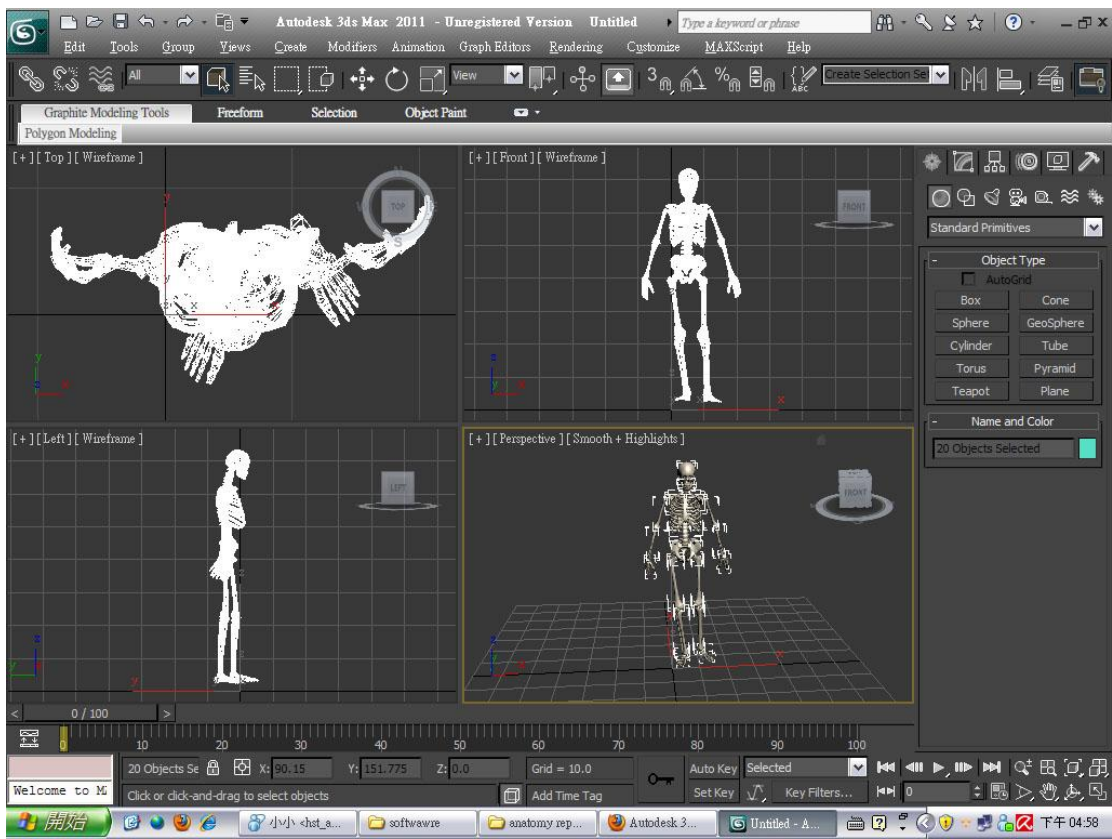 Autodesk 3ds Max 2011 - Unregistered Version Untitled Type a keyword or phrase
Edit Tools Group Views Create Modifiers Animation Graph Editors Rendering Customize MAXScript Help
All View Create Selection Se
Graphite Modeling Tools Freeform Selection Object Paint
Polygon Modeling
[ + ] [ Top ] [ Wireframe ]
TOP
[ + ] [ Front ] [ Wireframe ]
FRONT
Standard Primitives
- Object Type
AutoGrid
Box Cone
Sphere GeoSphere
Cylinder Tube
Torus Pyramid
Teapot Plane
- Name and Color
20 Objects Selected
[ + ] [ Left ] [ Wireframe ]
LEFT
[ + ] [ Perspective ] [ Smooth + Highlights ]
FRONT
< 0 / 100 >
0 10 20 30 40 50 60 70 80 90 100
20 Objects Se X: 90.15 Y: 151.775 Z: 0.0 Grid = 10.0 Auto Key Selected
Welcome to M Click or click-and-drag to select objects Add Time Tag Set Key Key Filters... 0
開始 小小 <hst_a... softwawre anatomy rep... Autodesk 3... Untitled - A... 下午 04:58